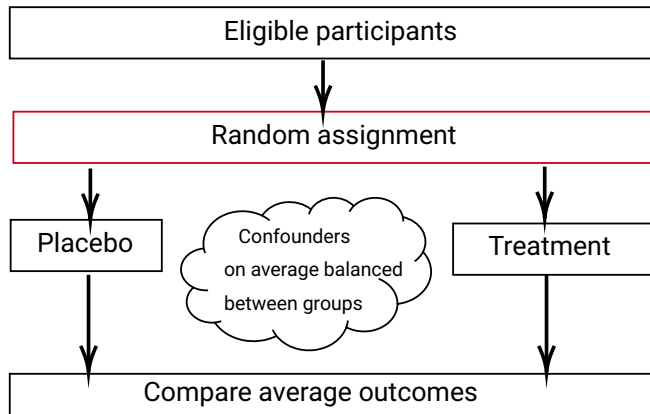 Eligible participants
Random assignment
Placebo
Confounders
on average balanced
between groups
Treatment
Compare average outcomes